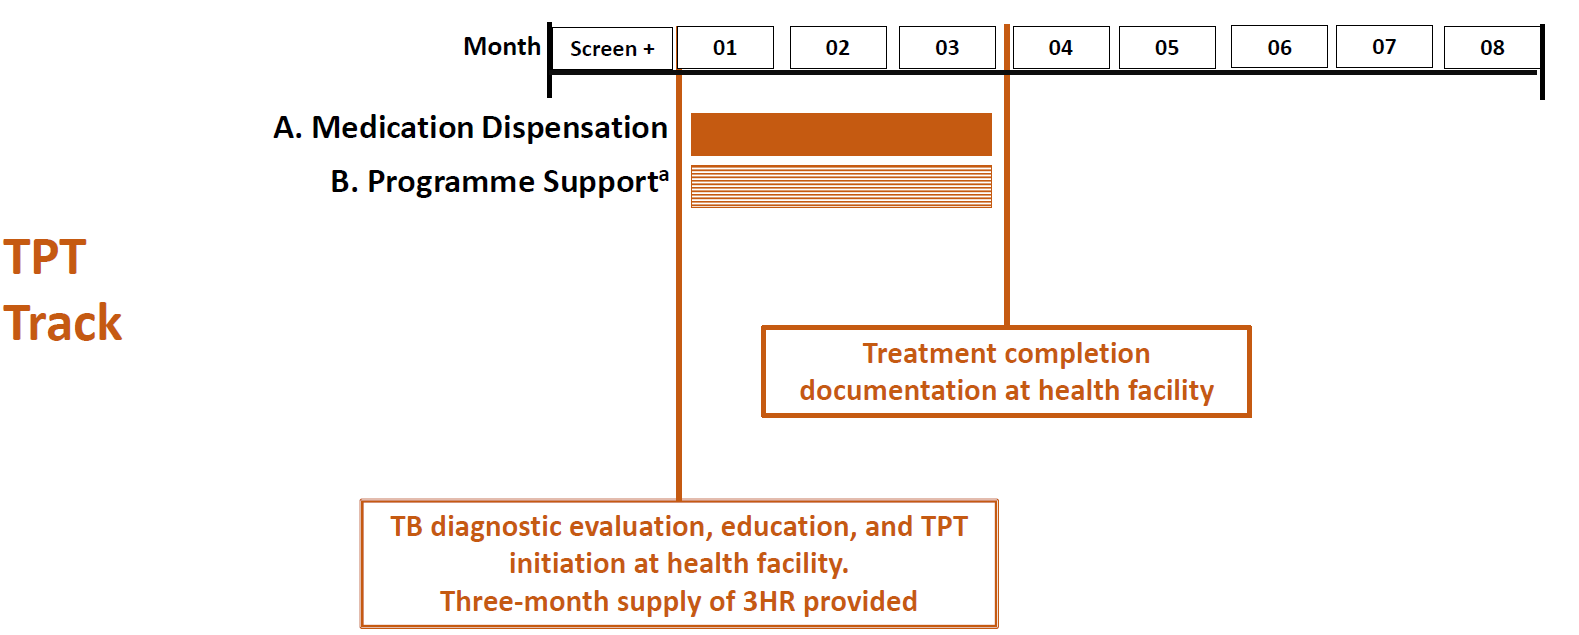 Month Screen + 01 02 03 04 05 06 07 08
A. Medication Dispensation
B. Programme Supportᵃ
TPT
Track
Treatment completion
documentation at health facility
TB diagnostic evaluation, education, and TPT
initiation at health facility.
Three-month supply of 3HR provided